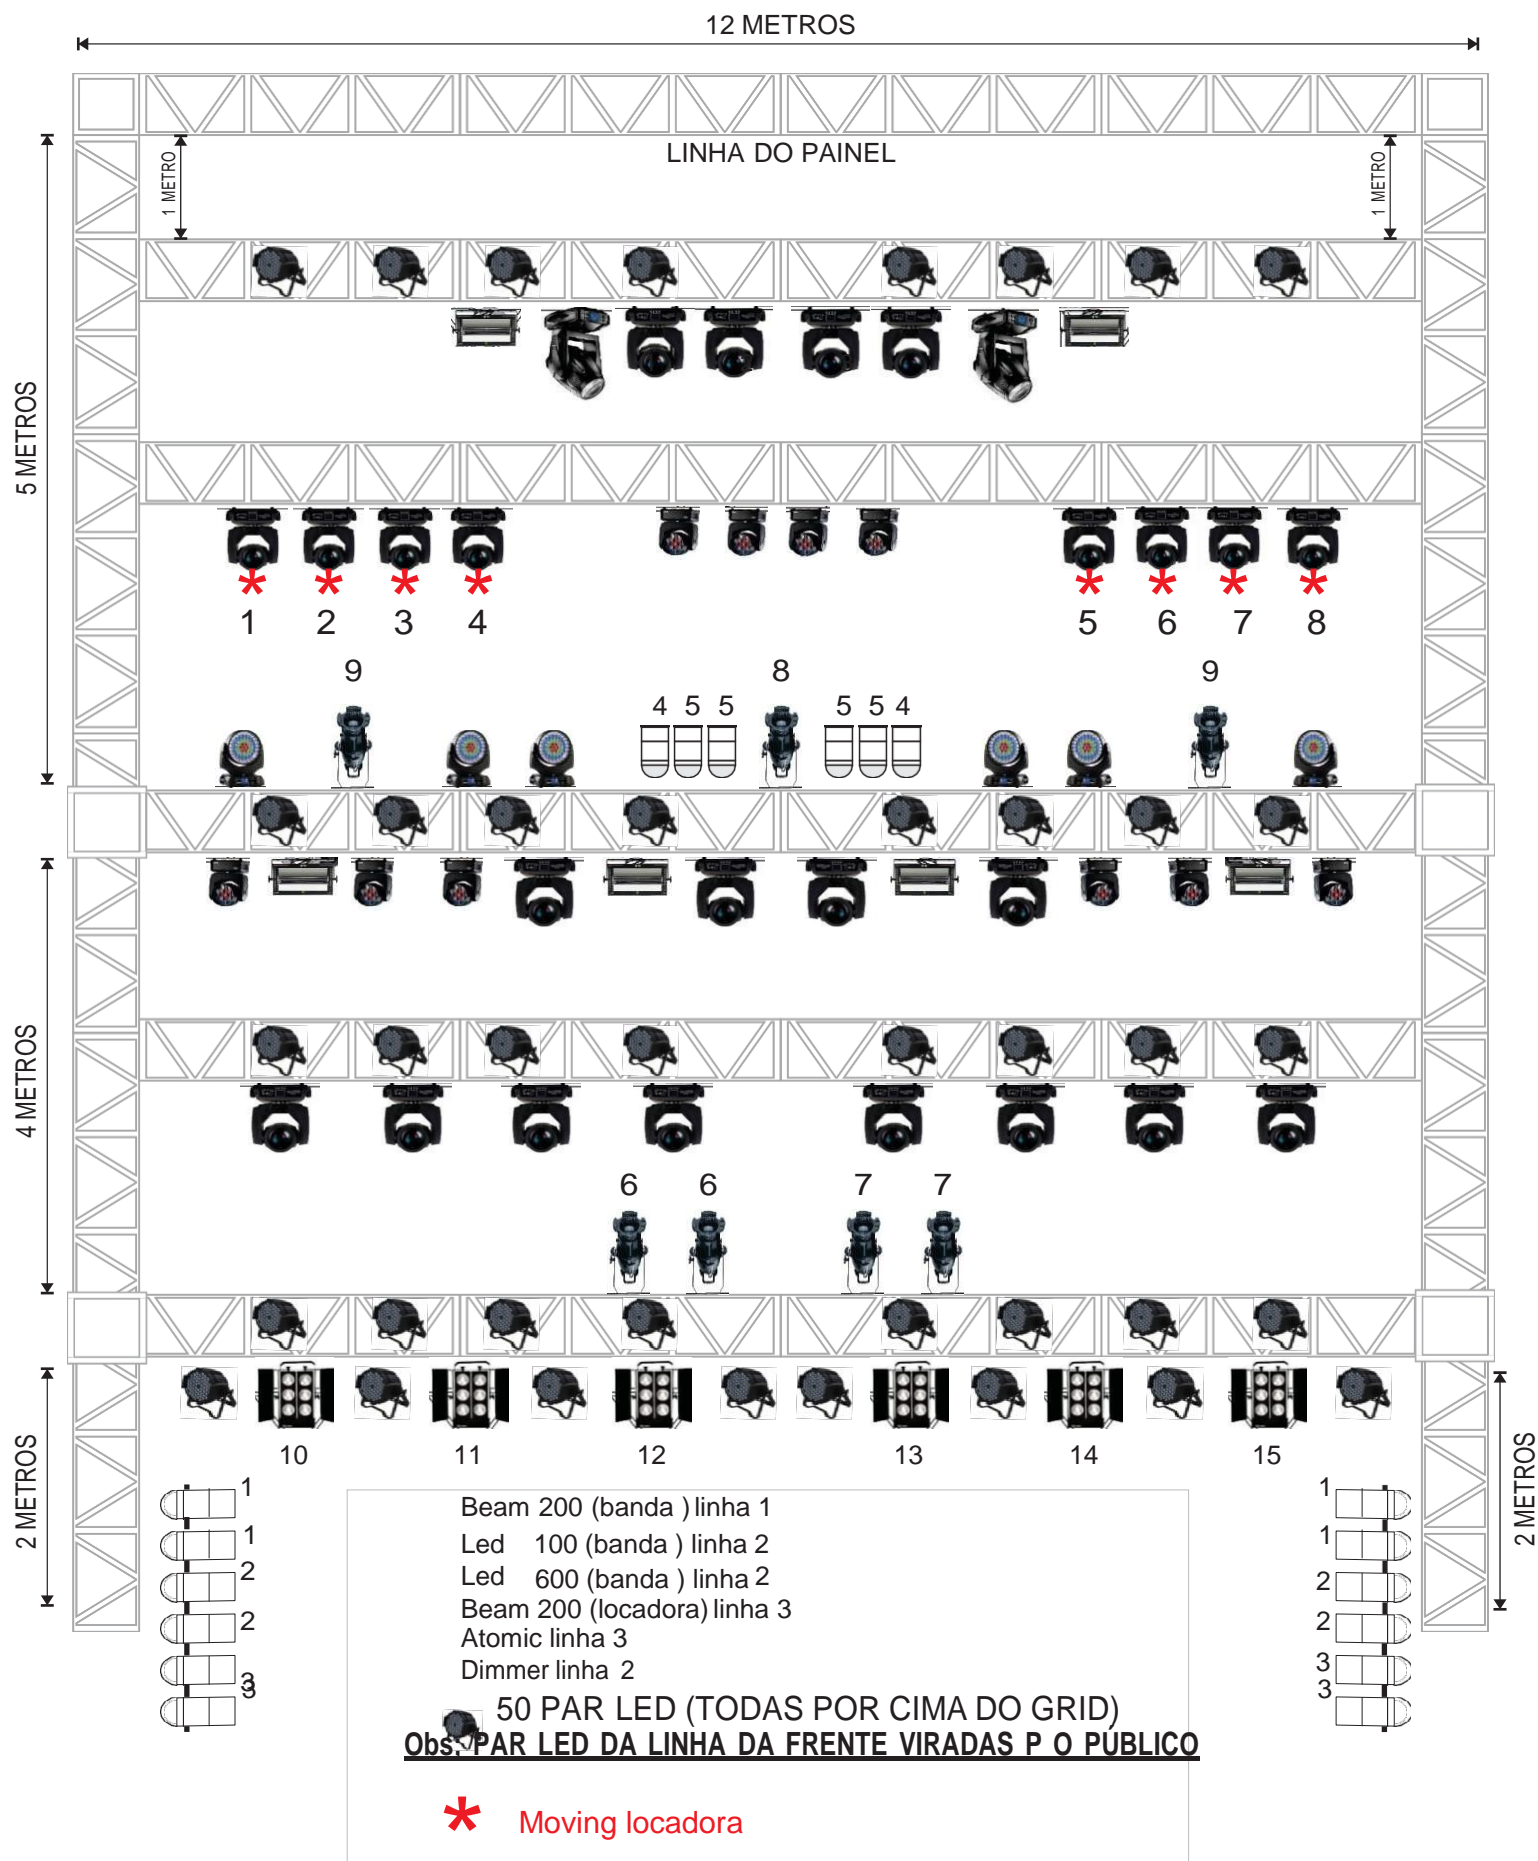 12 METROS
LINHA DO PAINEL
1 METRO
1 METRO
5 METROS
1 2 3 4 5 6 7 8
9 8 9
4 5 5 5 5 4
4 METROS
6 6 7 7
10 11 12 13 14 15
2 METROS
2 METROS
1 1
1 1
2 2
2 2
3 3
3 3
Beam 200 (banda ) linha 1
Led 100 (banda ) linha 2
Led 600 (banda ) linha 2
Beam 200 (locadora) linha 3
Atomic linha 3
Dimmer linha 2
50 PAR LED (TODAS POR CIMA DO GRID)
Obs: PAR LED DA LINHA DA FRENTE VIRADAS P O PÚBLICO
* Moving locadora